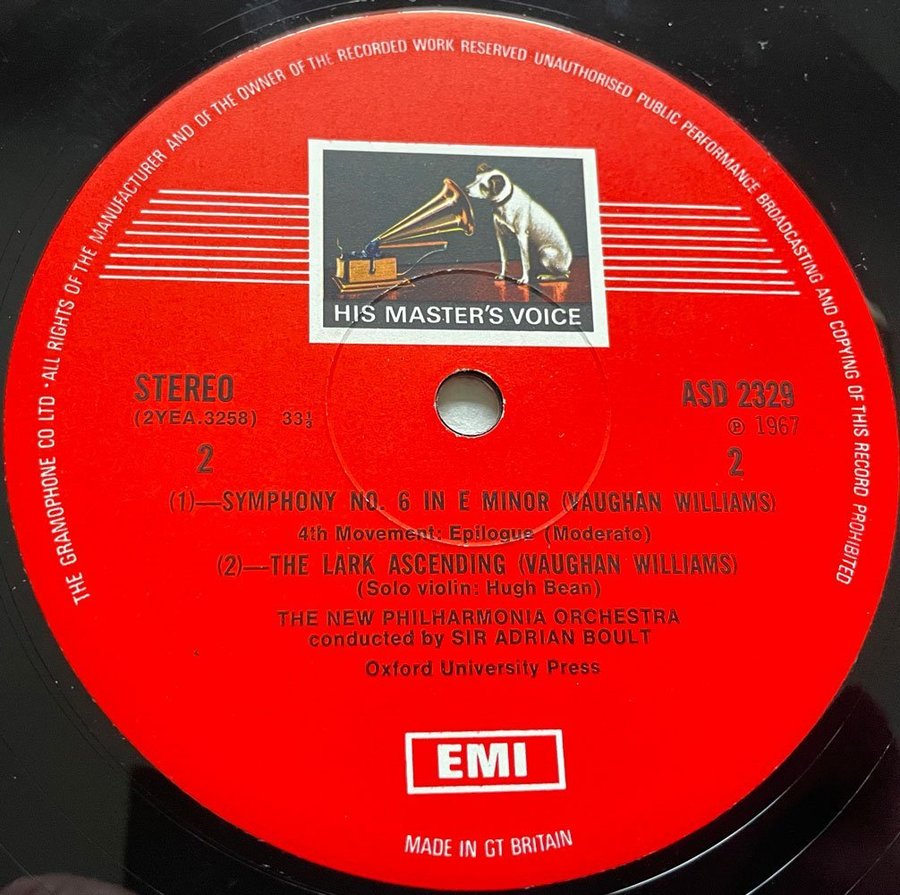 THE GRAMOPHONE CO LTD · ALL RIGHTS OF THE MANUFACTURER AND OF THE OWNER OF THE RECORDED WORK RESERVED UNAUTHORISED PUBLIC PERFORMANCE BROADCASTING AND COPYING OF THIS RECORD PROHIBITED
HIS MASTER'S VOICE
STEREO
(2YEA.3258) 33⅓
ASD 2329
℗ 1967
2
2
(1)—SYMPHONY NO. 6 IN E MINOR (VAUGHAN WILLIAMS)
4th Movement: Epilogue (Moderato)
(2)—THE LARK ASCENDING (VAUGHAN WILLIAMS)
(Solo violin: Hugh Bean)
THE NEW PHILHARMONIA ORCHESTRA
conducted by SIR ADRIAN BOULT
Oxford University Press
EMI
MADE IN GT BRITAIN